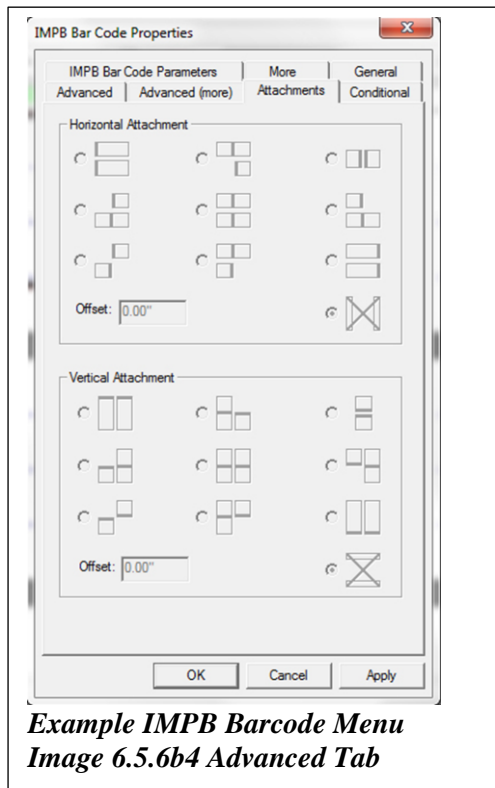 IMPB Bar Code Properties
IMPB Bar Code Parameters More General
Advanced Advanced (more) Attachments Conditional
Horizontal Attachment
Offset: 0.00"
Vertical Attachment
Offset: 0.00"
OK Cancel Apply
Example IMPB Barcode Menu
Image 6.5.6b4 Advanced Tab